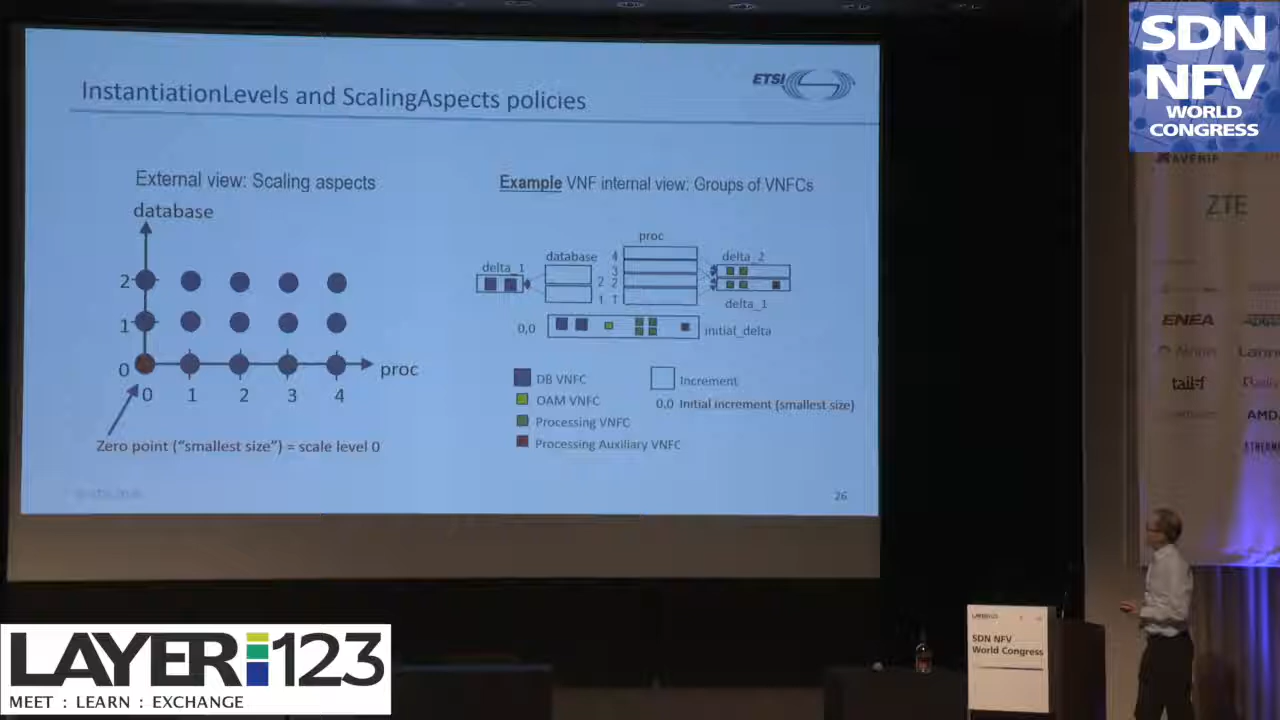 InstantiationLevels and ScalingAspects policies
ETSI
External view: Scaling aspects
database
2
1
0
0 1 2 3 4
proc
Zero point ("smallest size") = scale level 0
Example VNF internal view: Groups of VNFCs
proc
delta_1
database
4
3
2
1
2
1
delta_2
delta_1
0,0
initial_delta
DB VNFC
OAM VNFC
Processing VNFC
Processing Auxiliary VNFC
Increment
0,0 Initial increment (smallest size)
26
SDN
NFV
WORLD
CONGRESS
ZTE
ENEA
tail-f
AMD
SDN NFV
World Congress
LAYER 123
MEET : LEARN : EXCHANGE